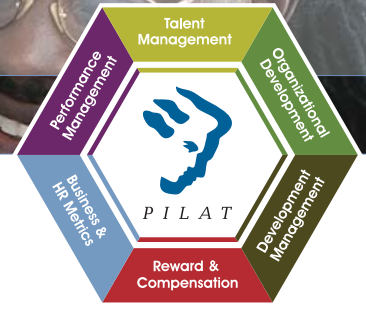 Talent
Management
Organizational
Development
Development
Management
Reward &
Compensation
Business &
HR Metrics
Performance
Management
PILAT